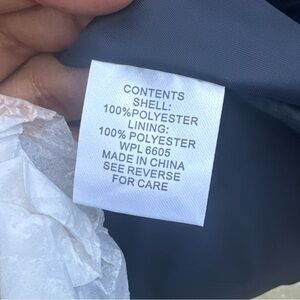 CONTENTS
SHELL:
100%POLYESTER
LINING:
100% POLYESTER
WPL 6605
MADE IN CHINA
SEE REVERSE
FOR CARE